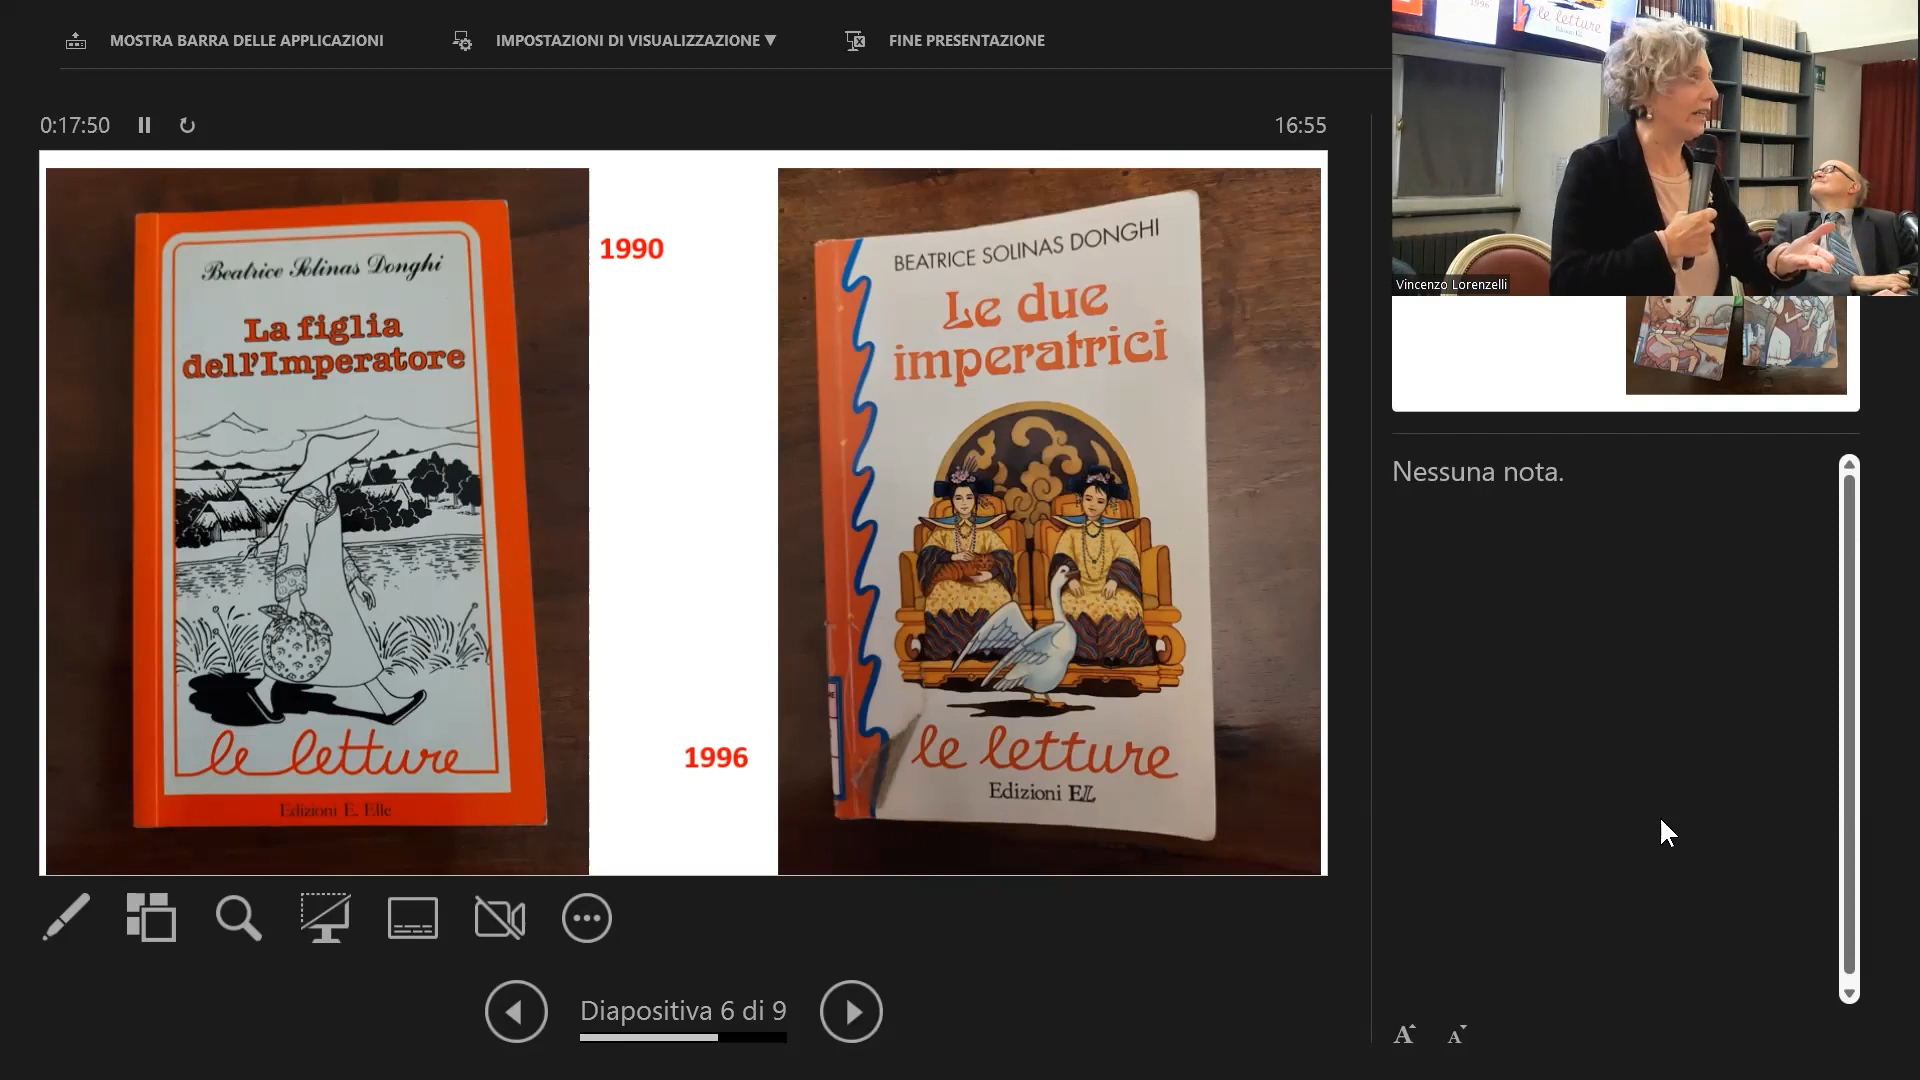 MOSTRA BARRA DELLE APPLICAZIONI
IMPOSTAZIONI DI VISUALIZZAZIONE ▼
FINE PRESENTAZIONE
0:17:50
16:55
Beatrice Solinas Donghi
La figlia
dell'Imperatore
le letture
Edizioni E. Elle
1990
1996
BEATRICE SOLINAS DONGHI
Le due
imperatrici
le letture
Edizioni EL
1996
le letture
Vincenzo Lorenzelli
Nessuna nota.
Diapositiva 6 di 9
A
A